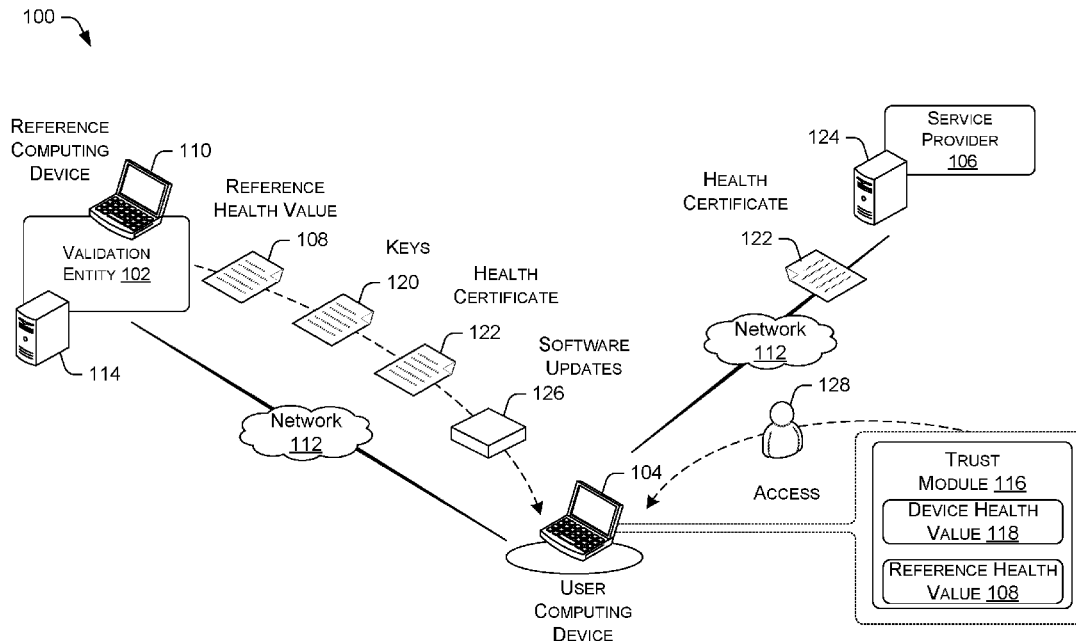 100
REFERENCE
COMPUTING
DEVICE
110
REFERENCE
HEALTH VALUE
108
VALIDATION
ENTITY 102
114
KEYS
120
HEALTH
CERTIFICATE
122
SOFTWARE
UPDATES
126
Network
112
SERVICE
PROVIDER
106
124
HEALTH
CERTIFICATE
122
Network
112
128
ACCESS
104
USER
COMPUTING
DEVICE
TRUST
MODULE 116
DEVICE HEALTH
VALUE 118
REFERENCE HEALTH
VALUE 108